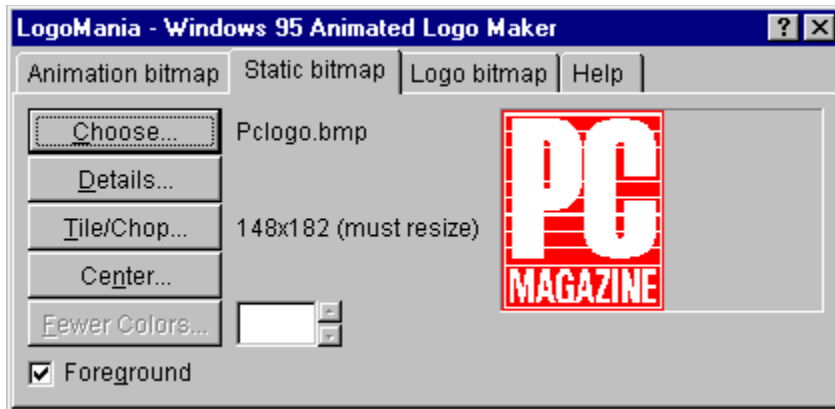 LogoMania - Windows 95 Animated Logo Maker
Animation bitmap Static bitmap Logo bitmap Help
Choose... Pclogo.bmp
Details...
Tile/Chop... 148x182 (must resize)
Center...
Fewer Colors...
Foreground
PC
MAGAZINE